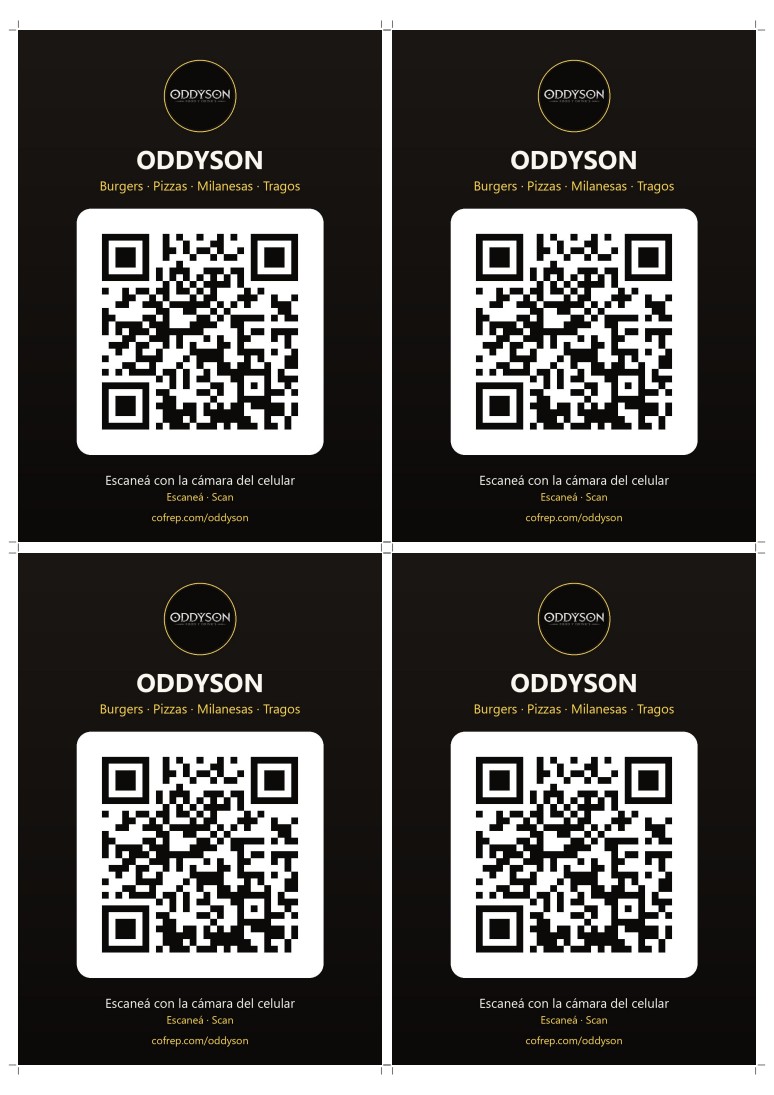 ODDYSON
ODDYSON
Burgers · Pizzas · Milanesas · Tragos
Escaneá con la cámara del celular
Escaneá · Scan
cofrep.com/oddyson
ODDYSON
ODDYSON
Burgers · Pizzas · Milanesas · Tragos
Escaneá con la cámara del celular
Escaneá · Scan
cofrep.com/oddyson
ODDYSON
ODDYSON
Burgers · Pizzas · Milanesas · Tragos
Escaneá con la cámara del celular
Escaneá · Scan
cofrep.com/oddyson
ODDYSON
ODDYSON
Burgers · Pizzas · Milanesas · Tragos
Escaneá con la cámara del celular
Escaneá · Scan
cofrep.com/oddyson